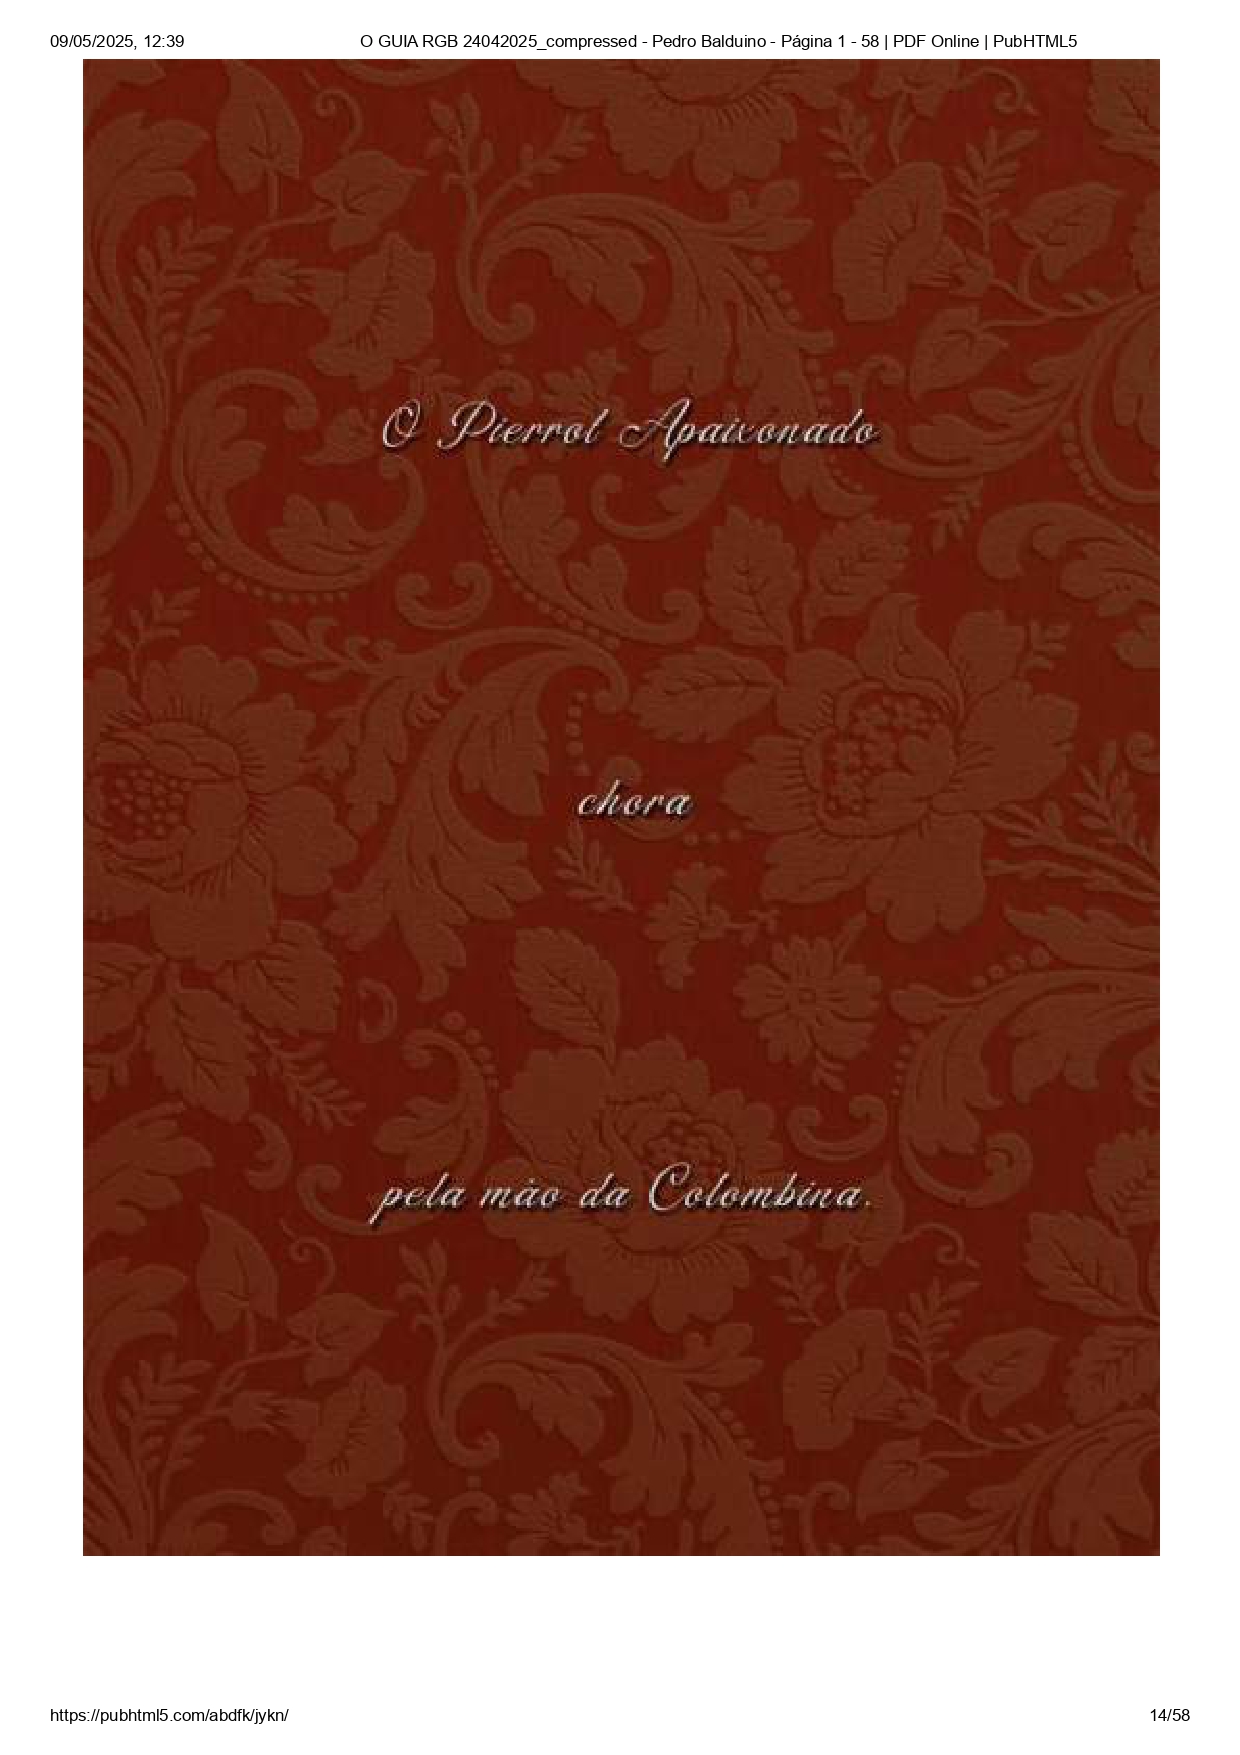 09/05/2025, 12:39 O GUIA RGB 24042025_compressed - Pedro Balduino - Página 1 - 58 | PDF Online | PubHTML5
O Pierrot Apaixonado
chora
pela mão da Colombina.
https://pubhtml5.com/abdfk/jykn/ 14/58